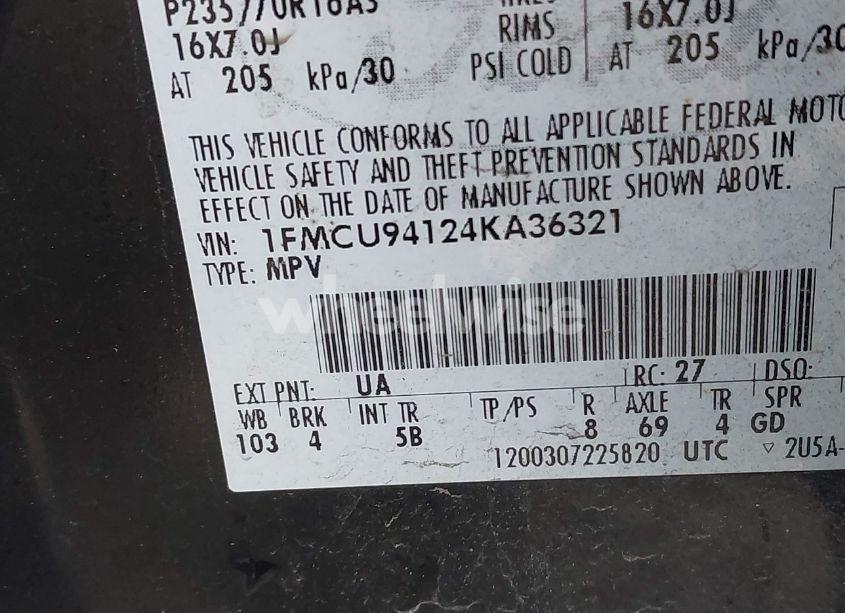 P235/70R16AS
16X7.0J RIMS 16X7.0J
AT 205 kPa/30 PSI COLD AT 205 kPa/30
THIS VEHICLE CONFORMS TO ALL APPLICABLE FEDERAL MOTO
VEHICLE SAFETY AND THEFT PREVENTION STANDARDS IN
EFFECT ON THE DATE OF MANUFACTURE SHOWN ABOVE.
VIN: 1FMCU94124KA36321
TYPE: MPV
wheelwise
EXT PNT: UA RC: 27 DSO:
WB BRK INT TR TP/PS R AXLE TR SPR
103 4 5B 8 69 4 GD
1200307225820 UTC ▽ 2U5A-